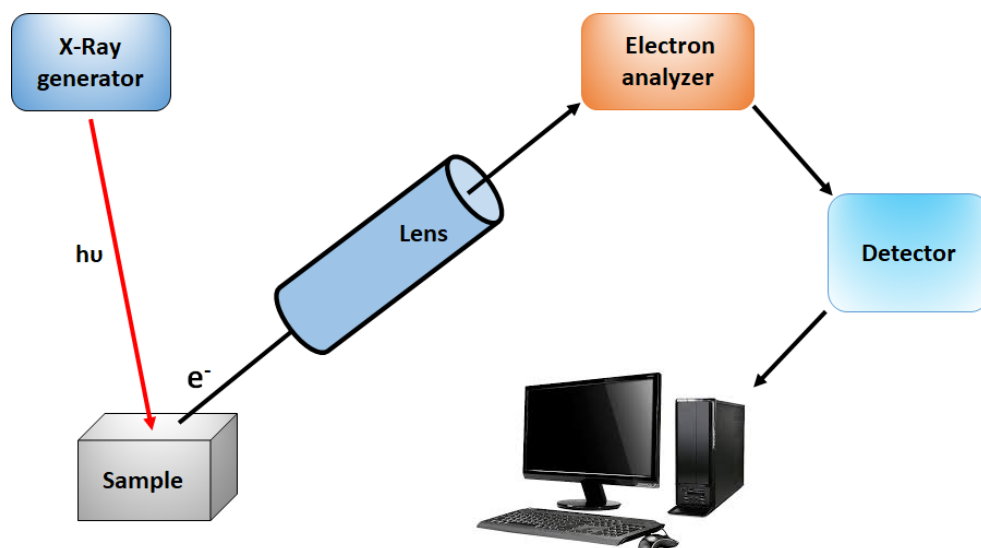 X-Ray
generator
Electron
analyzer
Lens
Detector
hυ
e-
Sample